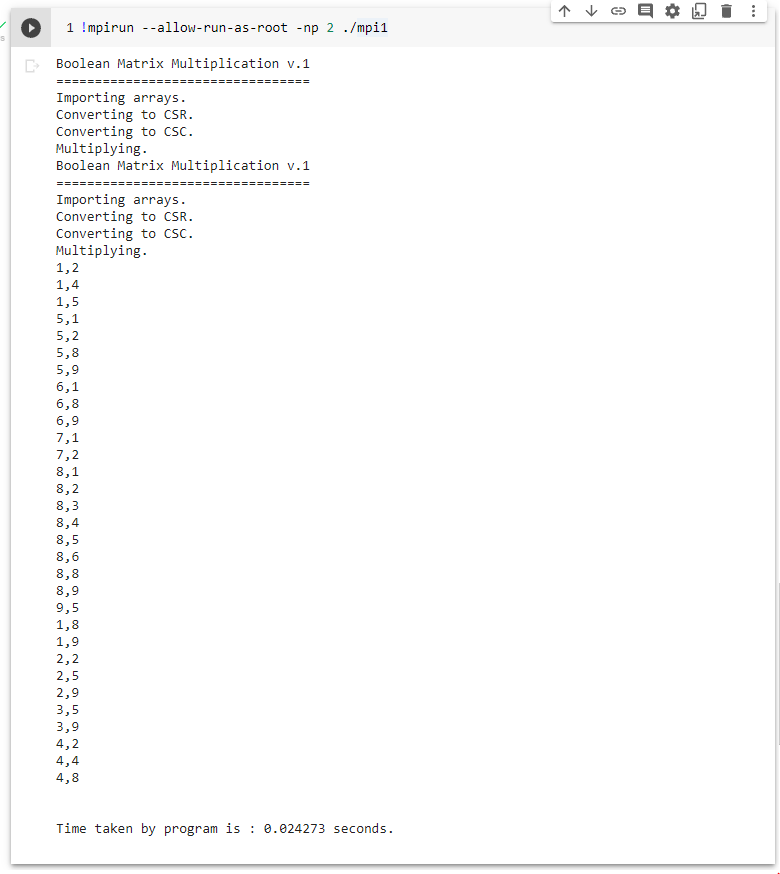 1 !mpirun --allow-run-as-root -np 2 ./mpi1
Boolean Matrix Multiplication v.1
=================================
Importing arrays.
Converting to CSR.
Converting to CSC.
Multiplying.
Boolean Matrix Multiplication v.1
=================================
Importing arrays.
Converting to CSR.
Converting to CSC.
Multiplying.
1,2
1,4
1,5
5,1
5,2
5,8
5,9
6,1
6,8
6,9
7,1
7,2
8,1
8,2
8,3
8,4
8,5
8,6
8,8
8,9
9,5
1,8
1,9
2,2
2,5
2,9
3,5
3,9
4,2
4,4
4,8
Time taken by program is : 0.024273 seconds.